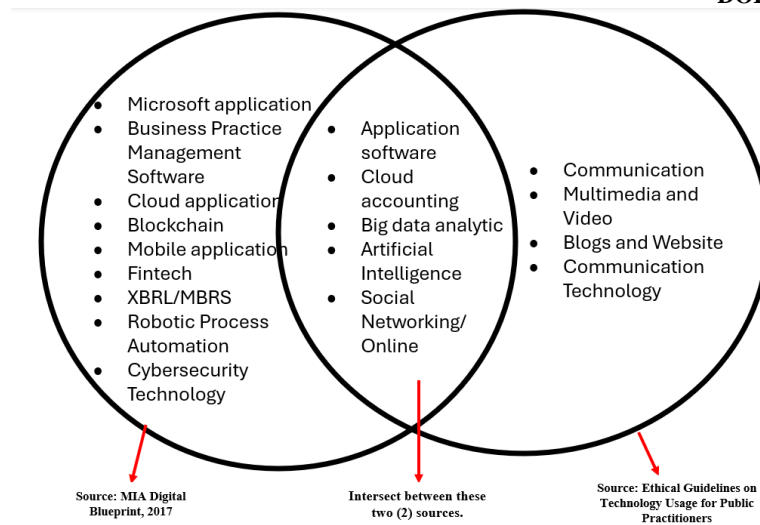 Microsoft application
Business Practice
Management
Software
Cloud application
Blockchain
Mobile application
Fintech
XBRL/MBRS
Robotic Process
Automation
Cybersecurity
Technology
Application
software
Cloud
accounting
Big data analytic
Artificial
Intelligence
Social
Networking/
Online
Communication
Multimedia and
Video
Blogs and Website
Communication
Technology
Source: MIA Digital
Blueprint, 2017
Intersect between these
two (2) sources.
Source: Ethical Guidelines on
Technology Usage for Public
Practitioners